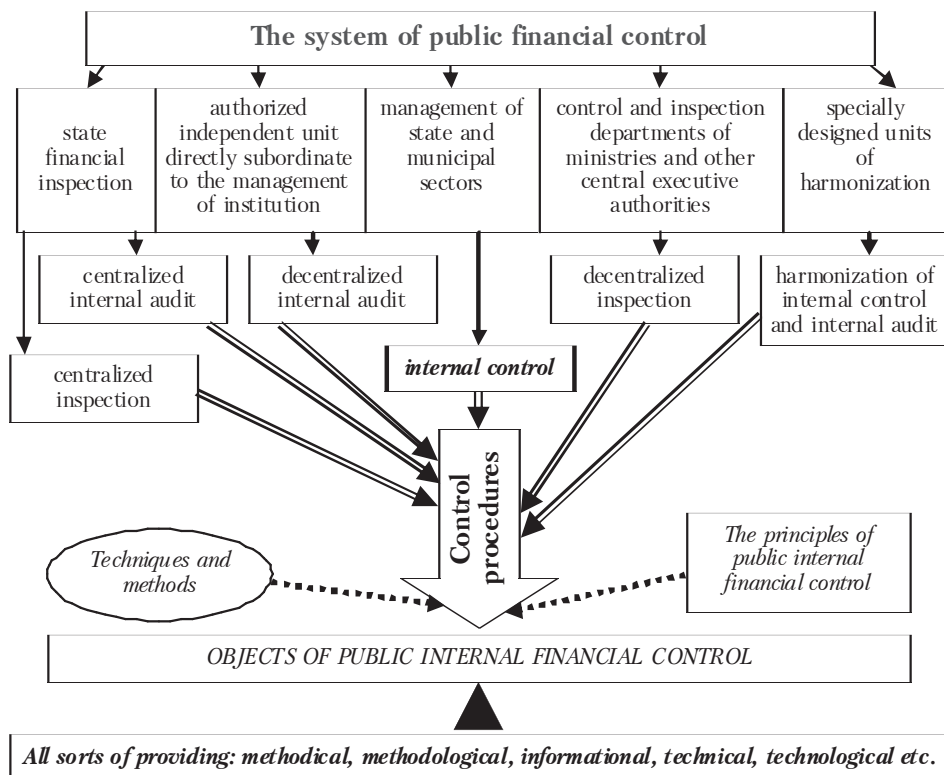 The system of public financial control
state
financial
inspection
authorized
independent unit
directly subordinate
to the management
of institution
management of
state and
municipal
sectors
control and inspection
departments of
ministries and other
central executive
authorities
specially
designed units
of
harmonization
centralized
internal audit
decentralized
internal audit
decentralized
inspection
harmonization of
internal control
and internal audit
internal control
centralized
inspection
Control
procedures
Techniques and
methods
The principles of
public internal
financial control
OBJECTS OF PUBLIC INTERNAL FINANCIAL CONTROL
All sorts of providing: methodical, methodological, informational, technical, technological etc.